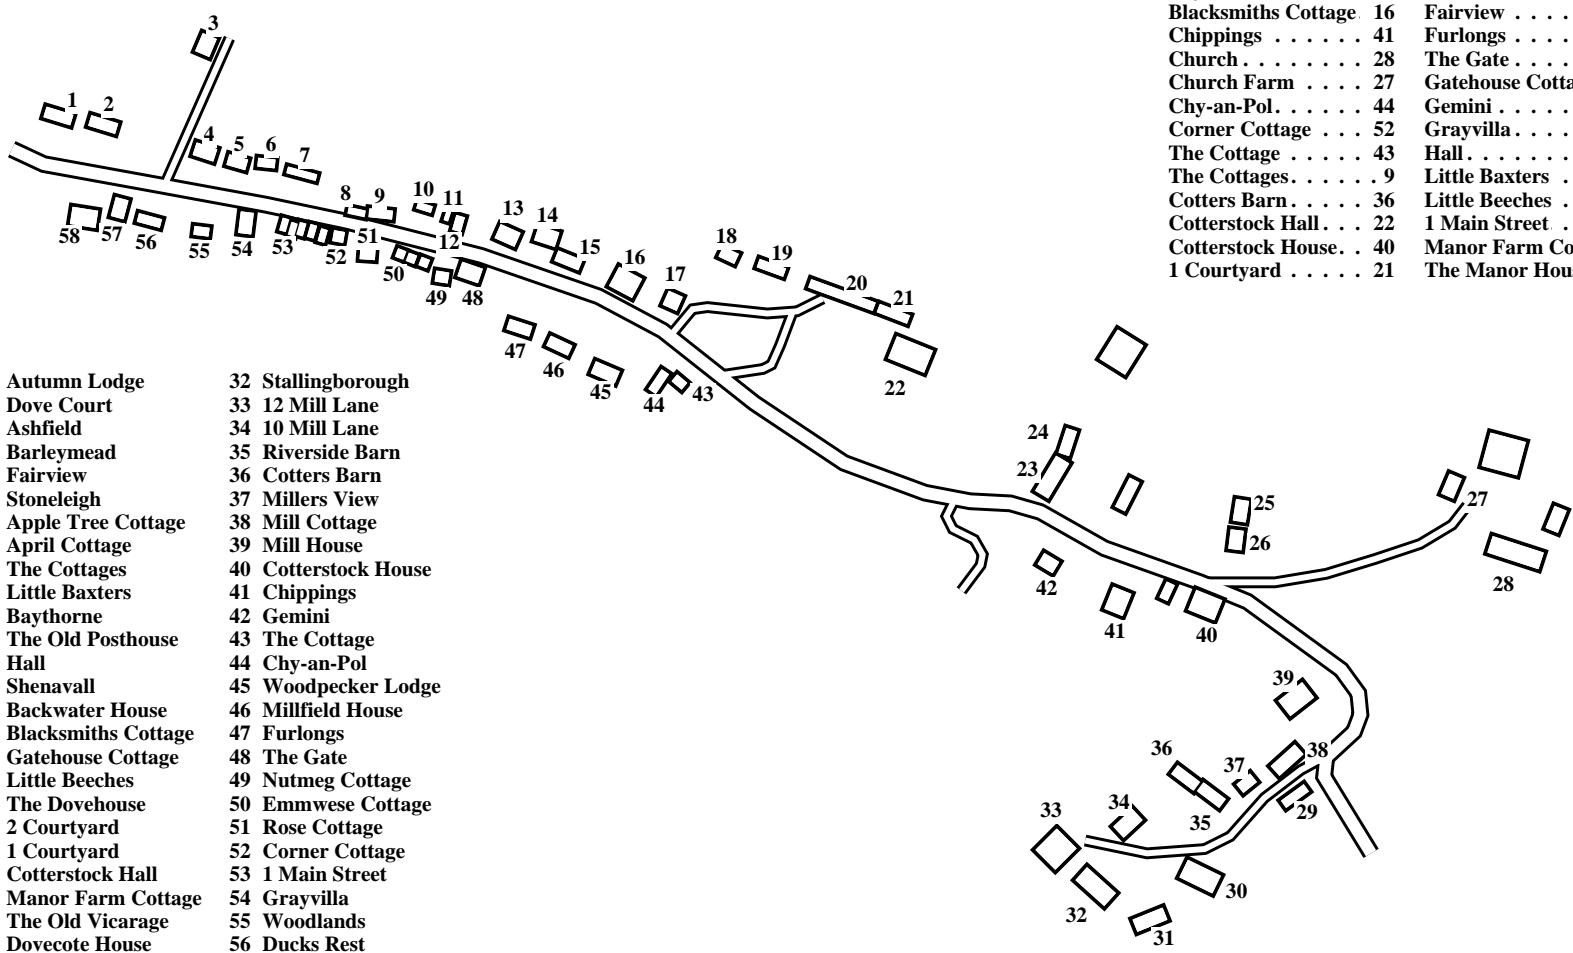 Blacksmiths Cottage. 16 Fairview . . . .
Chippings . . . . . . 41 Furlongs . . . .
Church . . . . . . . . 28 The Gate . . . .
Church Farm . . . . 27 Gatehouse Cotta
Chy-an-Pol . . . . . 44 Gemini . . . . .
Corner Cottage . . . 52 Grayvilla . . . .
The Cottage . . . . . 43 Hall . . . . . . .
The Cottages . . . . . 9 Little Baxters .
Cotters Barn . . . . . 36 Little Beeches .
Cotterstock Hall . . . 22 1 Main Street . .
Cotterstock House . . 40 Manor Farm Co
1 Courtyard . . . . . 21 The Manor Hou
3
1
2
4
5
6
7
8
9
10
11
12
13
14
15
16
17
18
19
20
21
22
58
57
56
55
54
53
52
51
50
49
48
47
46
45
44
43
24
23
25
26
27
28
42
41
40
39
38
37
36
35
34
33
29
30
31
32
Autumn Lodge 32 Stallingborough
Dove Court 33 12 Mill Lane
Ashfield 34 10 Mill Lane
Barleymead 35 Riverside Barn
Fairview 36 Cotters Barn
Stoneleigh 37 Millers View
Apple Tree Cottage 38 Mill Cottage
April Cottage 39 Mill House
The Cottages 40 Cotterstock House
Little Baxters 41 Chippings
Baythorne 42 Gemini
The Old Posthouse 43 The Cottage
Hall 44 Chy-an-Pol
Shenavall 45 Woodpecker Lodge
Backwater House 46 Millfield House
Blacksmiths Cottage 47 Furlongs
Gatehouse Cottage 48 The Gate
Little Beeches 49 Nutmeg Cottage
The Dovehouse 50 Emmwese Cottage
2 Courtyard 51 Rose Cottage
1 Courtyard 52 Corner Cottage
Cotterstock Hall 53 1 Main Street
Manor Farm Cottage 54 Grayvilla
The Old Vicarage 55 Woodlands
Dovecote House 56 Ducks Rest